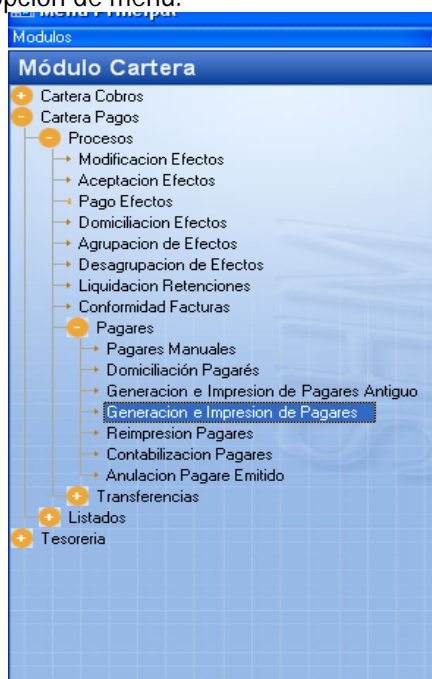 opción de menú.
Menú Principal
Modulos
Módulo Cartera
Cartera Cobros
Cartera Pagos
Procesos
Modificacion Efectos
Aceptacion Efectos
Pago Efectos
Domiciliacion Efectos
Agrupacion de Efectos
Desagrupacion de Efectos
Liquidacion Retenciones
Conformidad Facturas
Pagares
Pagares Manuales
Domiciliación Pagarés
Generacion e Impresion de Pagares Antiguo
Generacion e Impresion de Pagares
Reimpresion Pagares
Contabilizacion Pagares
Anulacion Pagare Emitido
Transferencias
Listados
Tesoreria